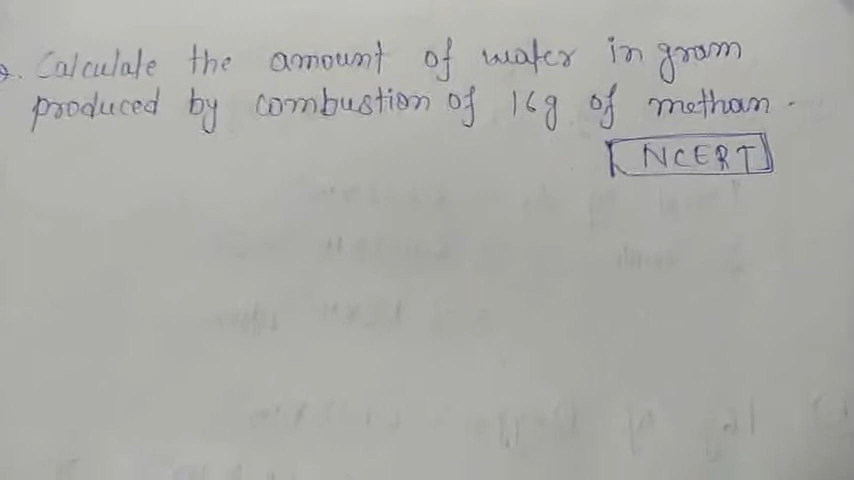 Q. Calculate the amount of water in gram
produced by combustion of 16g of methan.
[NCERT]